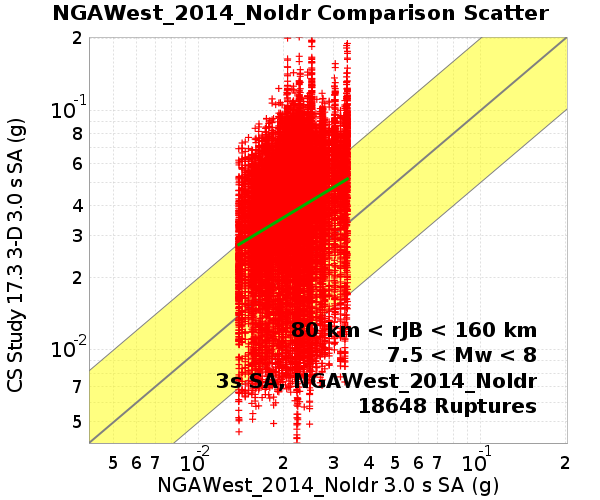 NGAWest_2014_NoIdr Comparison Scatter
CS Study 17.3 3-D 3.0 s SA (g)
2
10-1
8
6
4
3
2
10-2
7
5
80 km < rJB < 160 km
7.5 < Mw < 8
3s SA, NGAWest_2014_NoIdr
18648 Ruptures
5 6 7 10-2 2 3 4 5 6 7 8 10-1 2
NGAWest_2014_NoIdr 3.0 s SA (g)